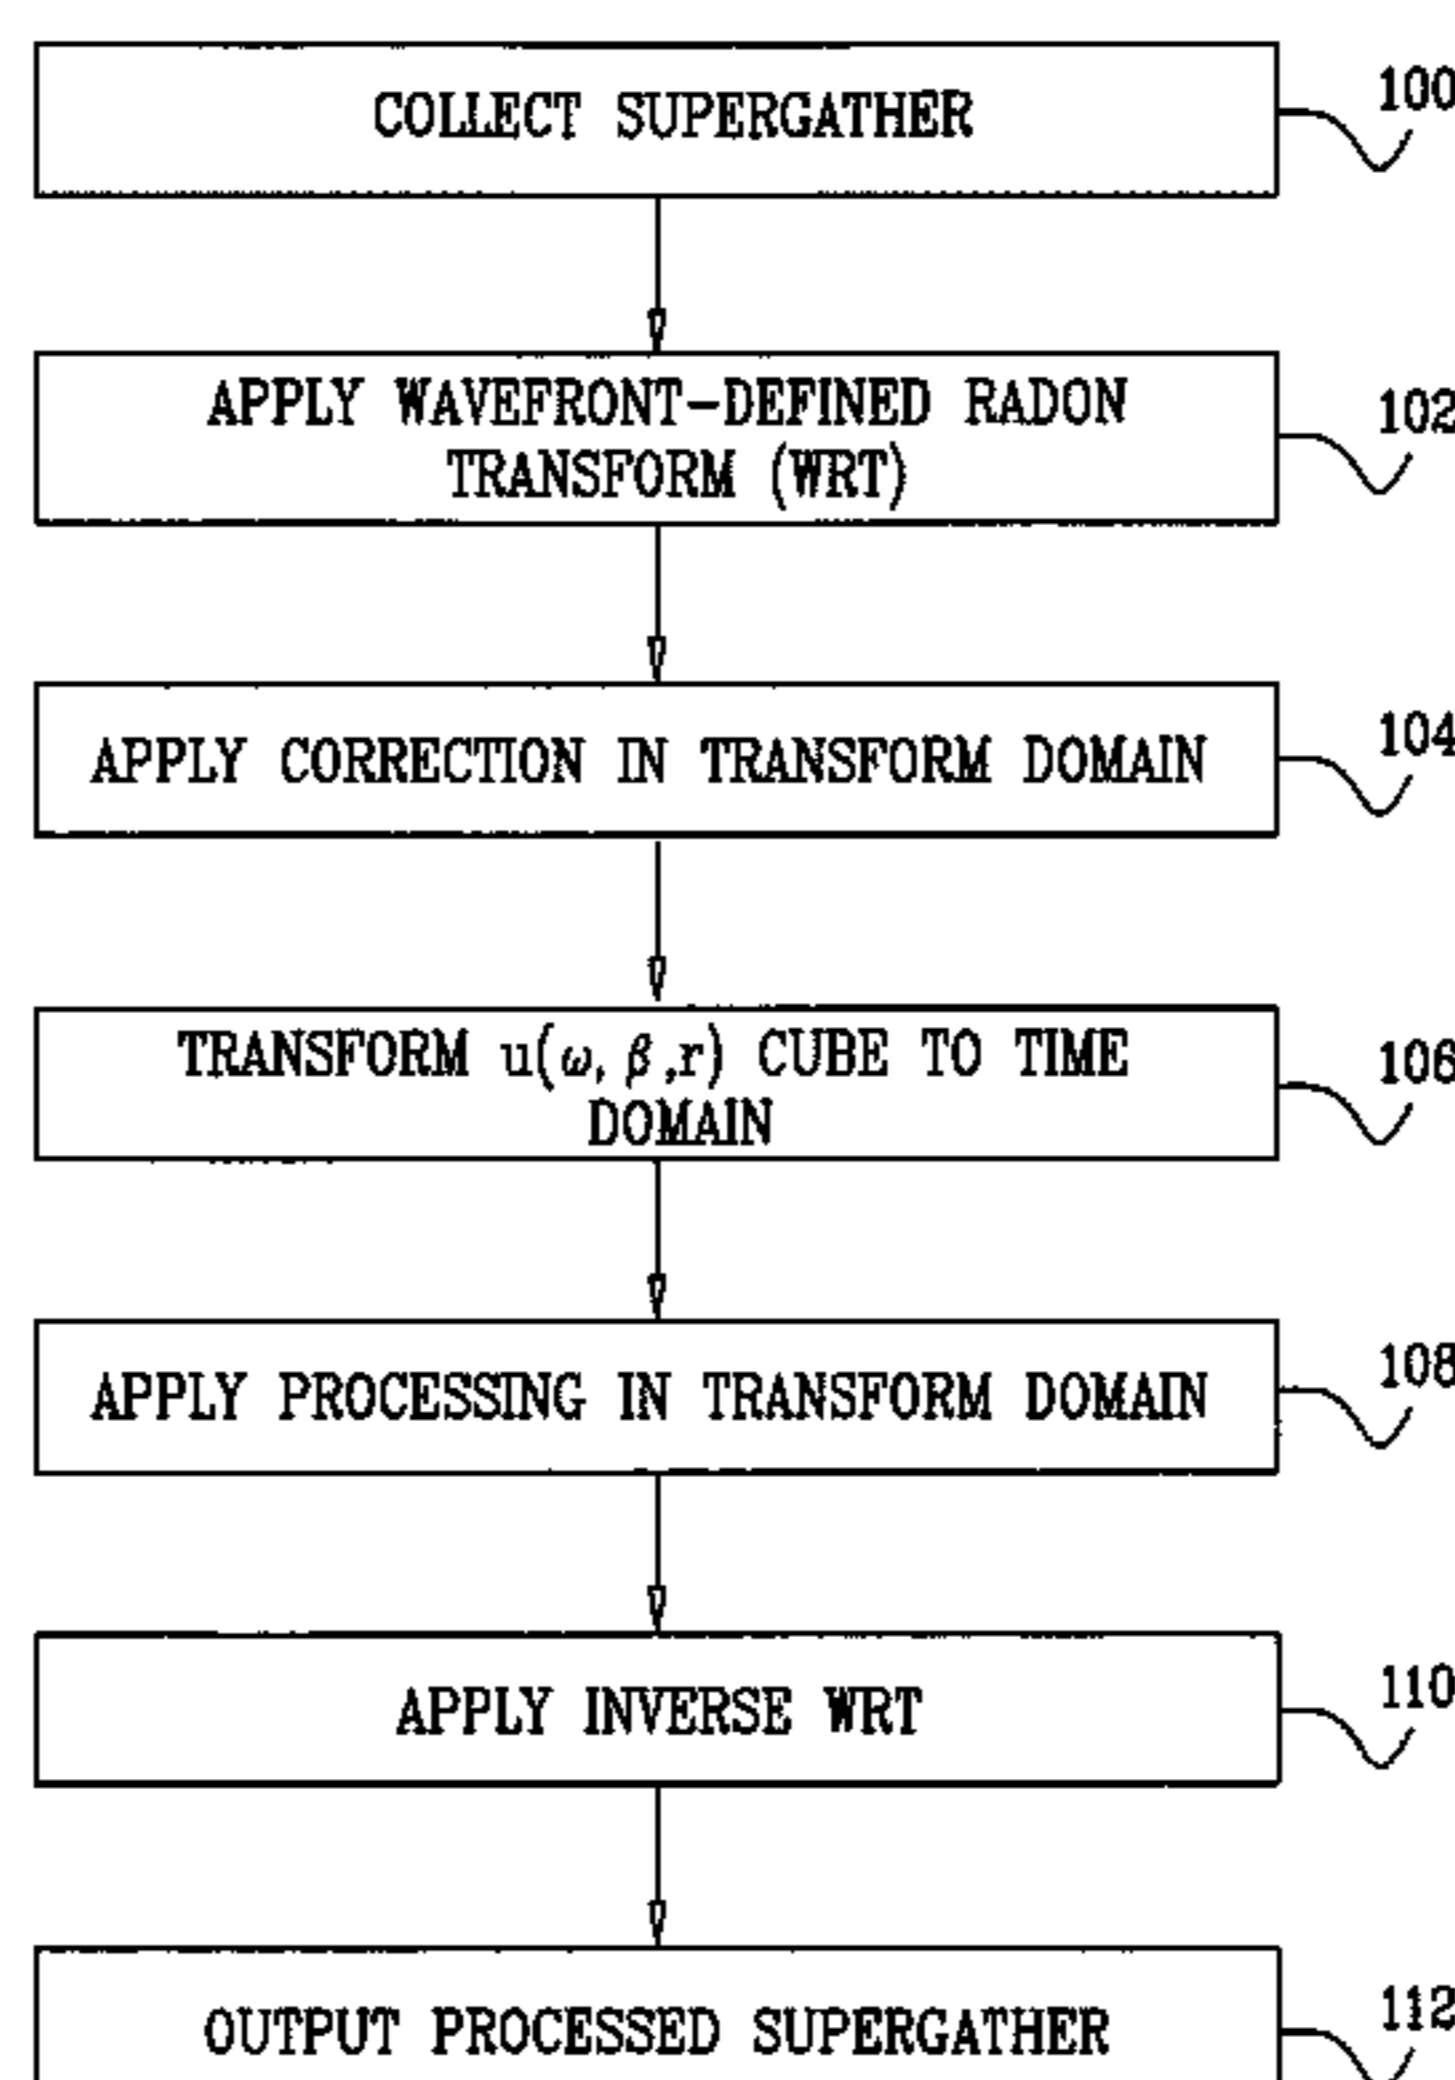 COLLECT SUPERGATHER
100
APPLY WAVEFRONT-DEFINED RADON
TRANSFORM (WRT)
102
APPLY CORRECTION IN TRANSFORM DOMAIN
104
TRANSFORM u(ω, β,r) CUBE TO TIME
DOMAIN
106
APPLY PROCESSING IN TRANSFORM DOMAIN
108
APPLY INVERSE WRT
110
OUTPUT PROCESSED SUPERGATHER
112